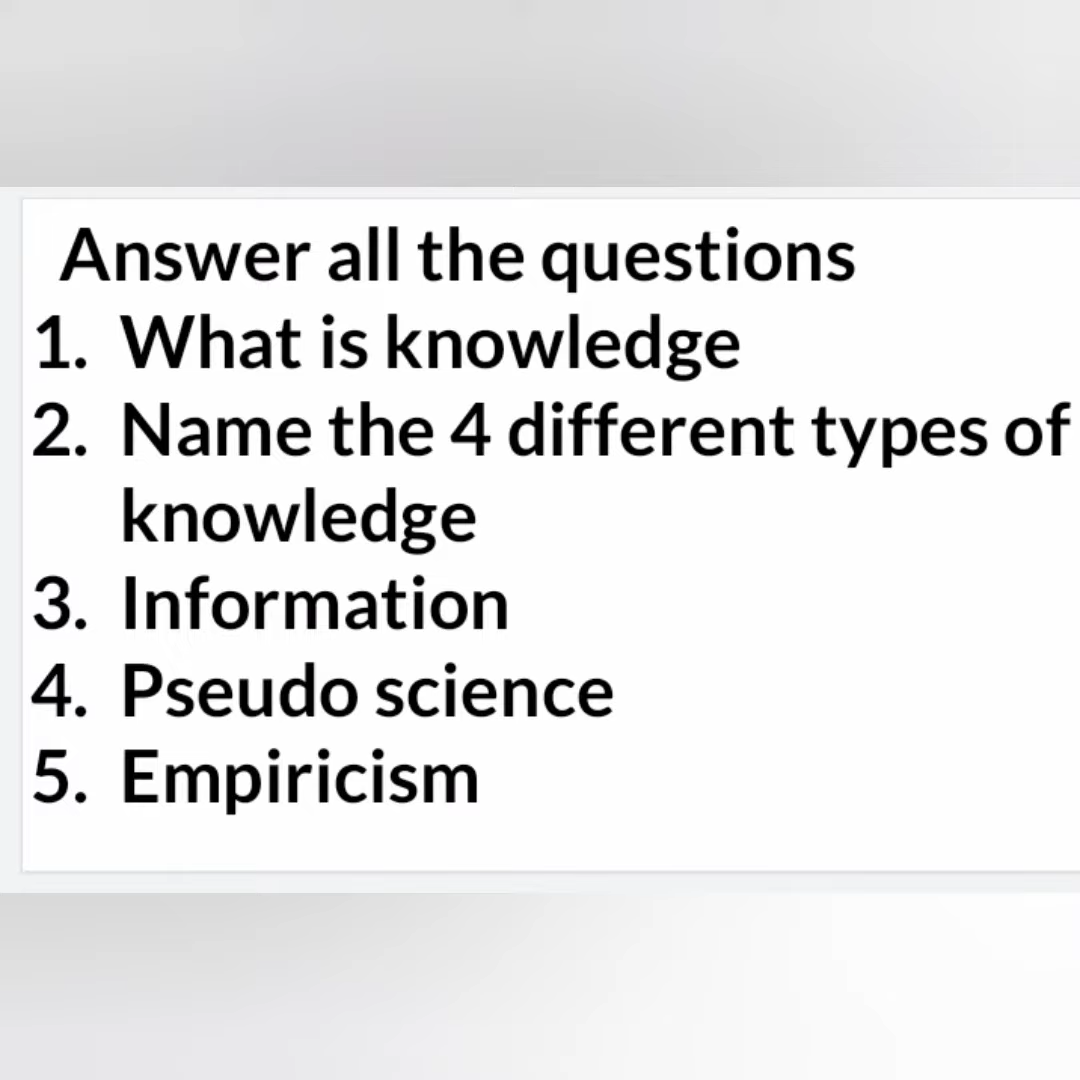 Answer all the questions
1. What is knowledge
2. Name the 4 different types of
knowledge
3. Information
4. Pseudo science
5. Empiricism